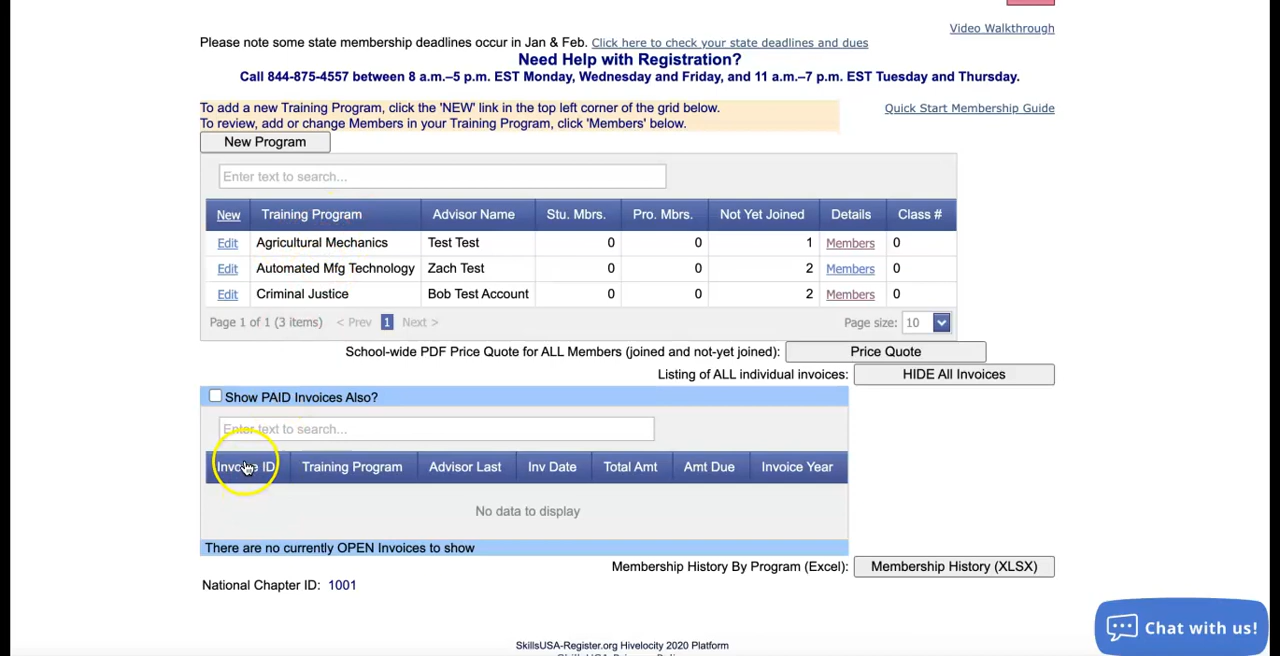 Video Walkthrough
Please note some state membership deadlines occur in Jan & Feb. Click here to check your state deadlines and dues
Need Help with Registration?
Call 844-875-4557 between 8 a.m.–5 p.m. EST Monday, Wednesday and Friday, and 11 a.m.–7 p.m. EST Tuesday and Thursday.
To add a new Training Program, click the 'NEW' link in the top left corner of the grid below.
Quick Start Membership Guide
To review, add or change Members in your Training Program, click 'Members' below.
New Program
Enter text to search...
New Training Program Advisor Name Stu. Mbrs. Pro. Mbrs. Not Yet Joined Details Class #
Edit Agricultural Mechanics Test Test 0 0 1 Members 0
Edit Automated Mfg Technology Zach Test 0 0 2 Members 0
Edit Criminal Justice Bob Test Account 0 0 2 Members 0
Page 1 of 1 (3 items) < Prev 1 Next > Page size: 10
School-wide PDF Price Quote for ALL Members (joined and not-yet joined): Price Quote
Listing of ALL individual invoices: HIDE All Invoices
Show PAID Invoices Also?
Enter text to search...
Invoice ID Training Program Advisor Last Inv Date Total Amt Amt Due Invoice Year
No data to display
There are no currently OPEN Invoices to show
Membership History By Program (Excel): Membership History (XLSX)
National Chapter ID: 1001
Chat with us!
SkillsUSA-Register.org Hivelocity 2020 Platform